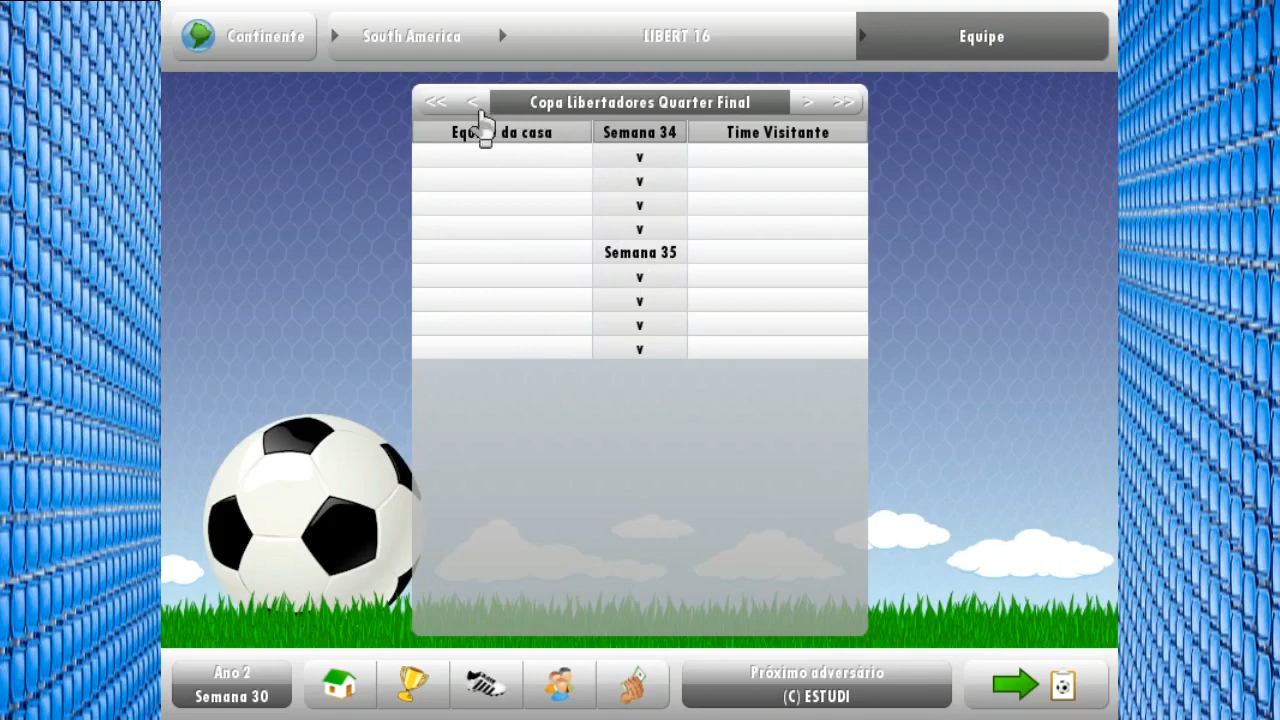 Continente
South America
LIBERT 16
Equipe
<< < Copa Libertadores Quarter Final > >>
da casa Semana 34 Time Visitante
v
v
v
v
Semana 35
v
v
v
v
Ano 2
Semana 30
Próximo adversário
(C) ESTUDI